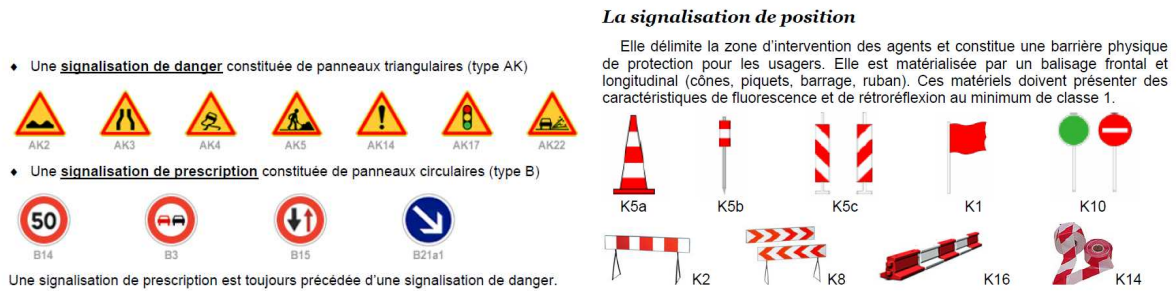 ♦ Une signalisation de danger constituée de panneaux triangulaires (type AK)
AK2 AK3 AK4 AK5 AK14 AK17 AK22
♦ Une signalisation de prescription constituée de panneaux circulaires (type B)
50
B14 B3 B15 B21a1
Une signalisation de prescription est toujours précédée d'une signalisation de danger.
La signalisation de position
Elle délimite la zone d'intervention des agents et constitue une barrière physique
de protection pour les usagers. Elle est matérialisée par un balisage frontal et
longitudinal (cônes, piquets, barrage, ruban). Ces matériels doivent présenter des
caractéristiques de fluorescence et de rétroréflexion au minimum de classe 1.
K5a K5b K5c K1 K10
K2 K8 K16 K14